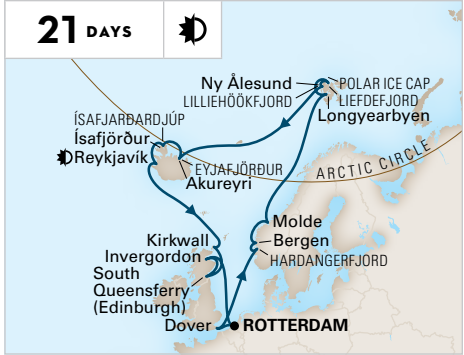 21 DAYS
Ny Ålesund
POLAR ICE CAP
LILLIEHÖÖKFJORD
LIEFDEFJORD
Longyearbyen
ÍSAFJARÐARDJÚP
Ísafjörður
Reykjavík
EYJAFJÖRÐUR
Akureyri
ARCTIC CIRCLE
Molde
Kirkwall
Bergen
Invergordon
HARDANGERFJORD
South
Queensferry
(Edinburgh)
Dover
ROTTERDAM